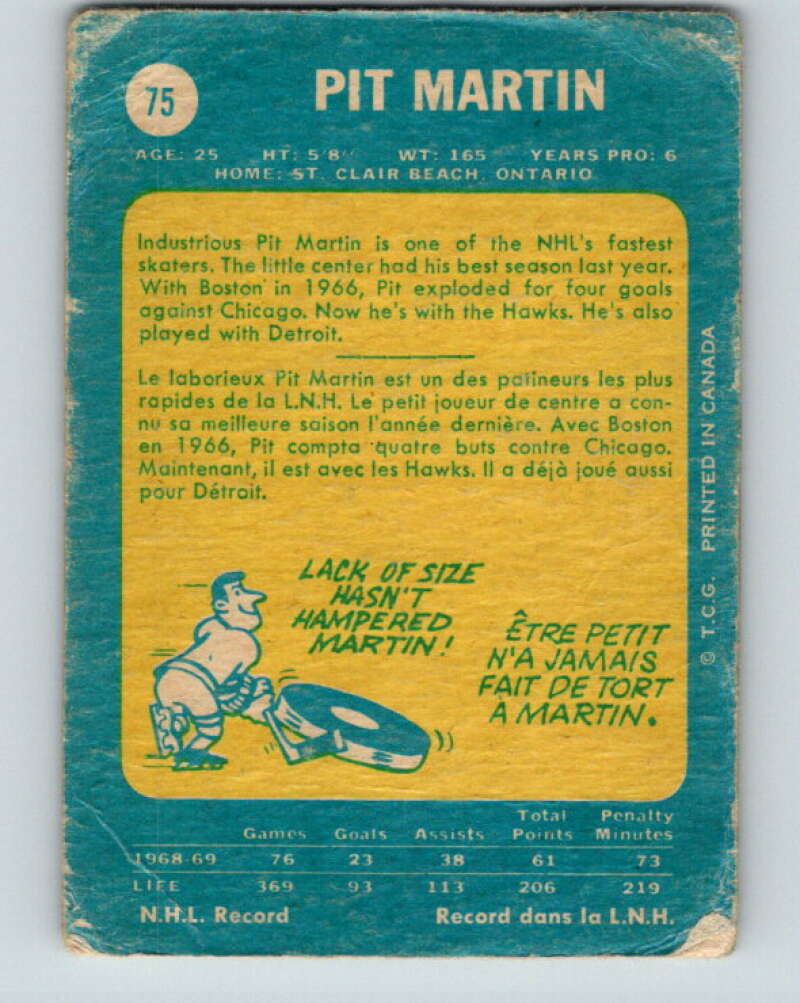 75
PIT MARTIN
AGE: 25 HT: 5'8" WT: 165 YEARS PRO: 6
HOME: ST. CLAIR BEACH, ONTARIO
Industrious Pit Martin is one of the NHL's fastest
skaters. The little center had his best season last year.
With Boston in 1966, Pit exploded for four goals
against Chicago. Now he's with the Hawks. He's also
played with Detroit.
Le laborieux Pit Martin est un des patineurs les plus
rapides de la L.N.H. Le petit joueur de centre a con-
nu sa meilleure saison l'année dernière. Avec Boston
en 1966, Pit compta quatre buts contre Chicago.
Maintenant, il est avec les Hawks. Il a déjà joué aussi
pour Détroit.
LACK OF SIZE
HASN'T
HAMPERED
MARTIN!
ÊTRE PETIT
N'A JAMAIS
FAIT DE TORT
À MARTIN.
© T.C.G. PRINTED IN CANADA
Games Goals Assists Total Points Penalty Minutes
1968-69 76 23 38 61 73
LIFE 369 93 113 206 219
N.H.L. Record Record dans la L.N.H.